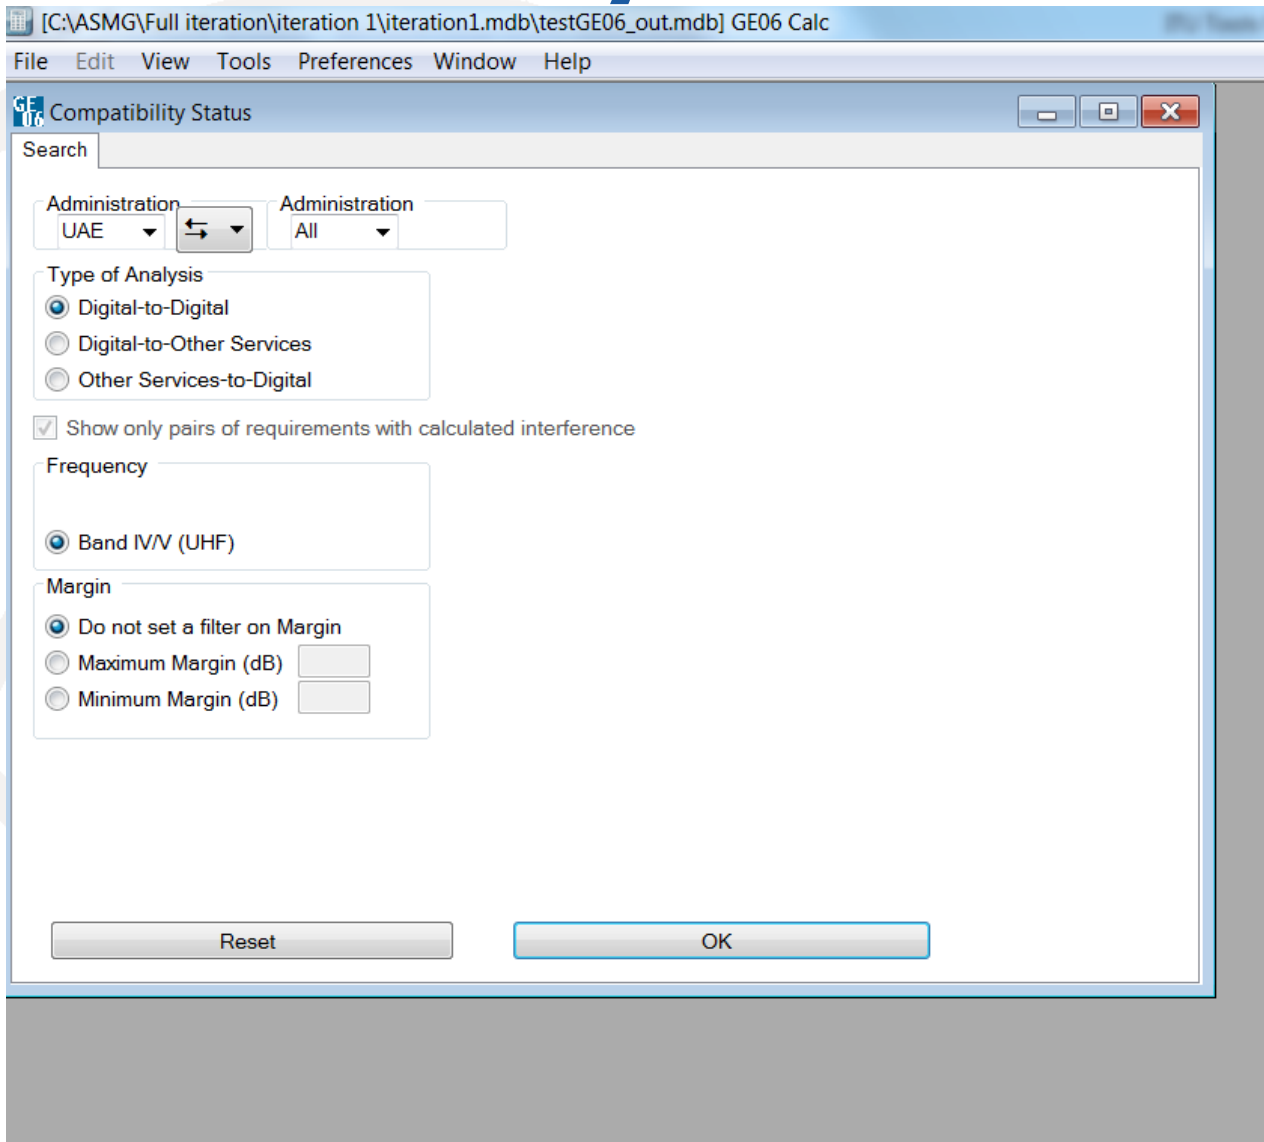 [C:\ASMG\Full iteration\iteration 1\iteration1.mdb\testGE06_out.mdb] GE06 Calc
File Edit View Tools Preferences Window Help
GE06 Compatibility Status
Search
Administration Administration
UAE All
Type of Analysis
Digital-to-Digital
Digital-to-Other Services
Other Services-to-Digital
Show only pairs of requirements with calculated interference
Frequency
Band IV/V (UHF)
Margin
Do not set a filter on Margin
Maximum Margin (dB)
Minimum Margin (dB)
Reset OK